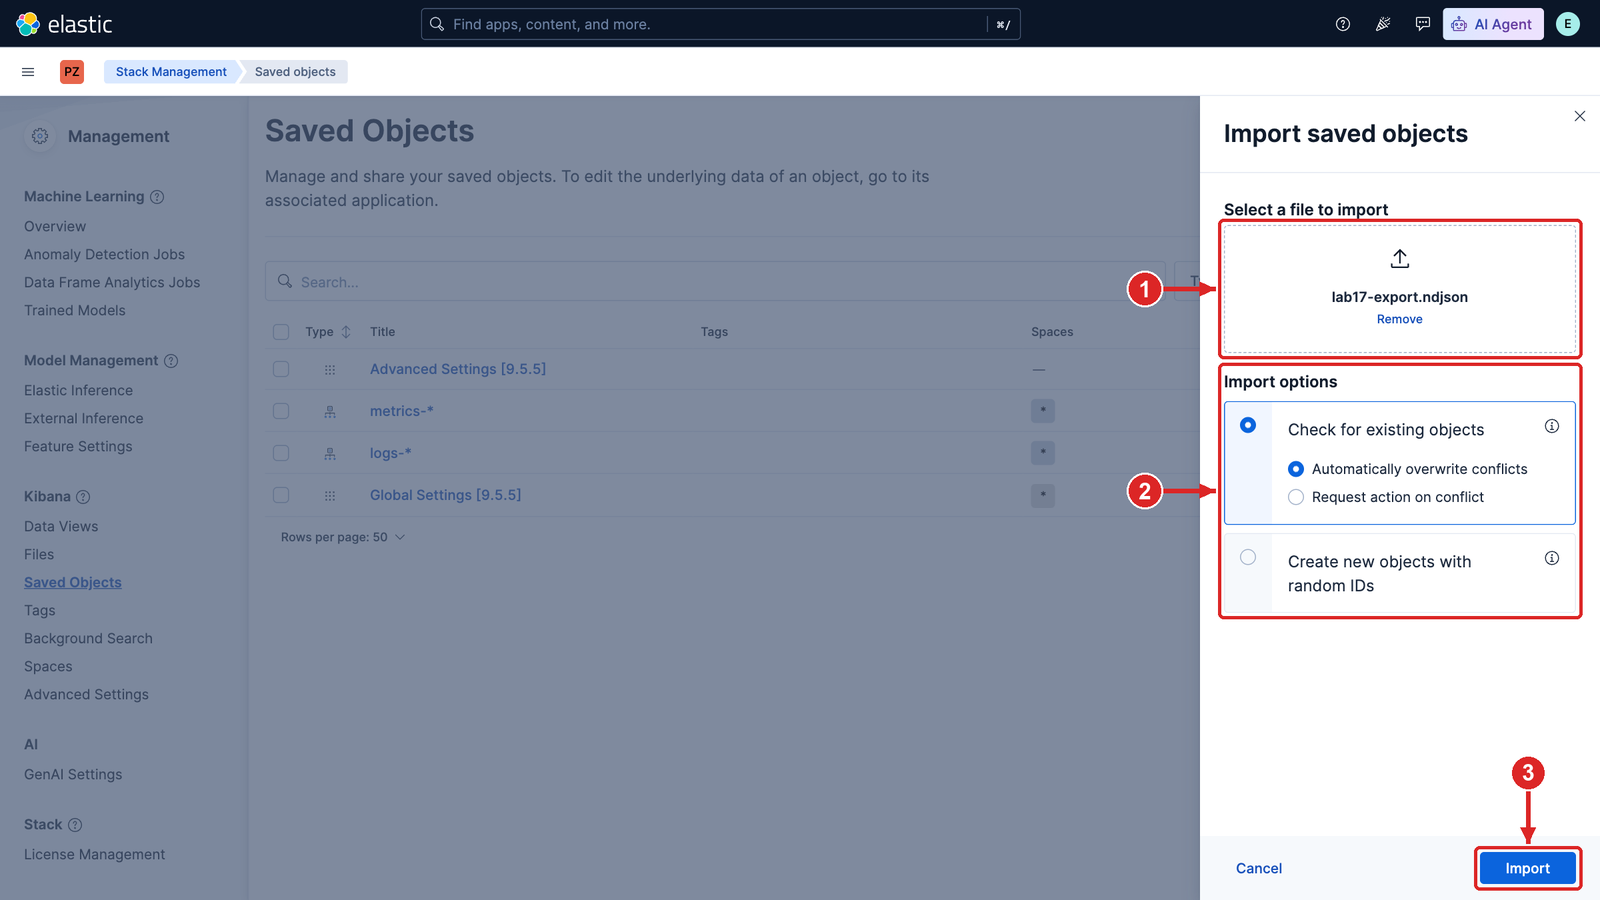 elastic
Find apps, content, and more.
⌘/
AI Agent
E
PZ
Stack Management
Saved objects
Management
Machine Learning
Overview
Anomaly Detection Jobs
Data Frame Analytics Jobs
Trained Models
Model Management
Elastic Inference
External Inference
Feature Settings
Kibana
Data Views
Files
Saved Objects
Tags
Background Search
Spaces
Advanced Settings
AI
GenAI Settings
Stack
License Management
Saved Objects
Manage and share your saved objects. To edit the underlying data of an object, go to its
associated application.
Search...
Type Title Tags Spaces
Advanced Settings [9.5.5] —
metrics-* *
logs-* *
Global Settings [9.5.5] *
Rows per page: 50
Import saved objects
Select a file to import
1
lab17-export.ndjson
Remove
Import options
Check for existing objects
Automatically overwrite conflicts
2
Request action on conflict
Create new objects with
random IDs
3
Cancel
Import